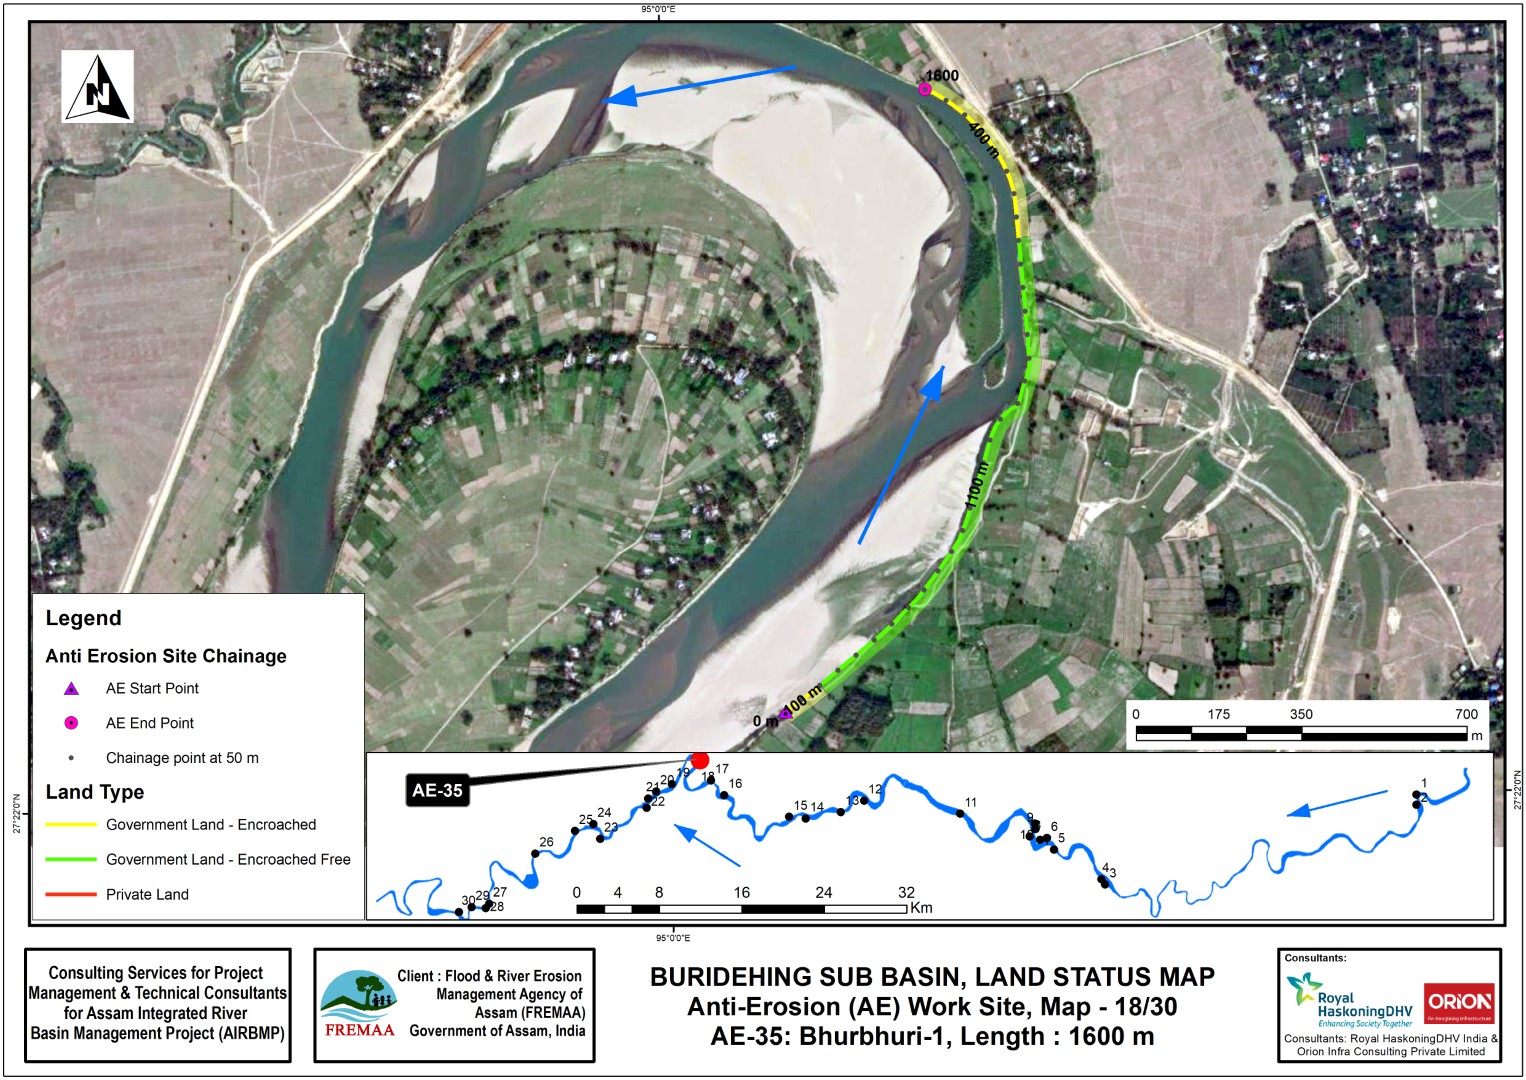 95°0'0"E
N
1600
400 m
1100 m
100 m
0 m
Legend
Anti Erosion Site Chainage
AE Start Point
AE End Point
Chainage point at 50 m
Land Type
Government Land - Encroached
Government Land - Encroached Free
Private Land
0 175 350 700
m
27°22'0"N
27°22'0"N
AE-35
1
2
3
4
5
6
9
10
11
12
13
14
15
16
17
18
19
20
21
22
23
24
25
26
27
28
29
30
0 4 8 16 24 32
Km
95°0'0"E
Consulting Services for Project
Management & Technical Consultants
for Assam Integrated River
Basin Management Project (AIRBMP)
FREMAA
Client : Flood & River Erosion
Management Agency of
Assam (FREMAA)
Government of Assam, India
BURIDEHING SUB BASIN, LAND STATUS MAP
Anti-Erosion (AE) Work Site, Map - 18/30
AE-35: Bhurbhuri-1, Length : 1600 m
Consultants:
Royal
HaskoningDHV
Enhancing Society Together
ORION
Re-imagining infrastructure
Consultants: Royal HaskoningDHV India &
Orion Infra Consulting Private Limited